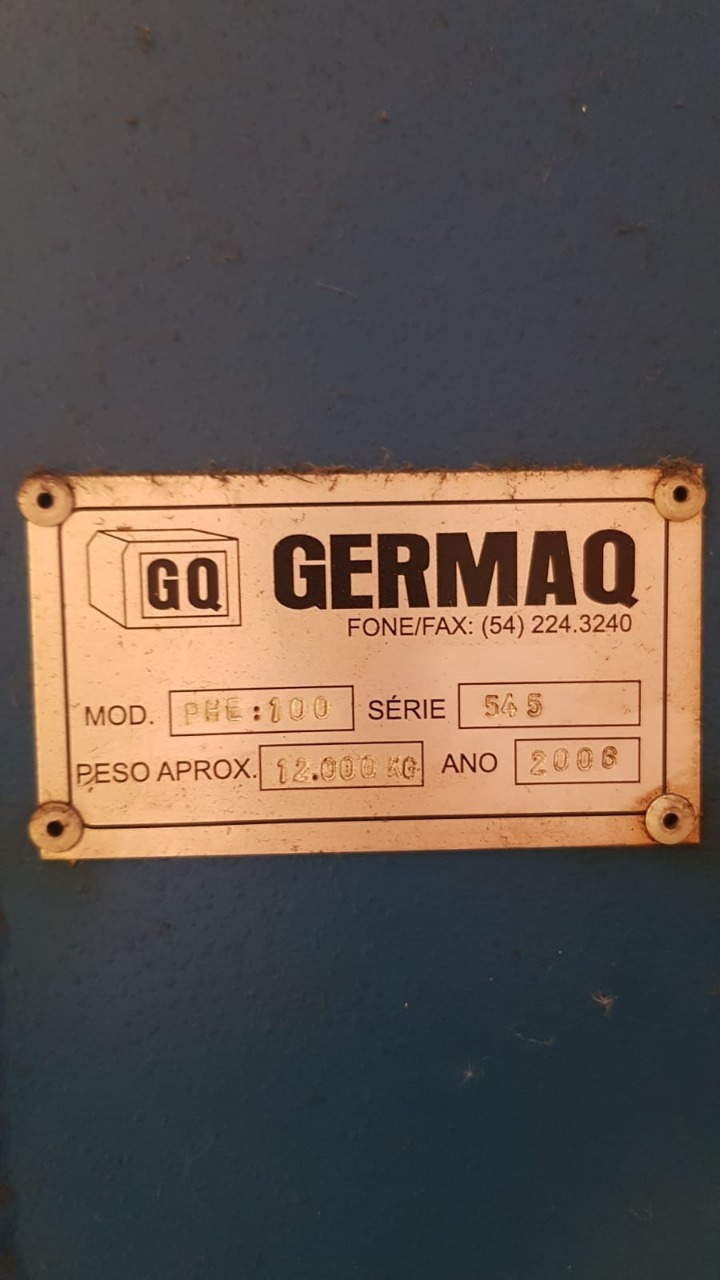 GQ GERMAQ
FONE/FAX: (54) 224.3240
MOD. PHE:100 SÉRIE 545
PESO APROX. 12.000 KG ANO 2006